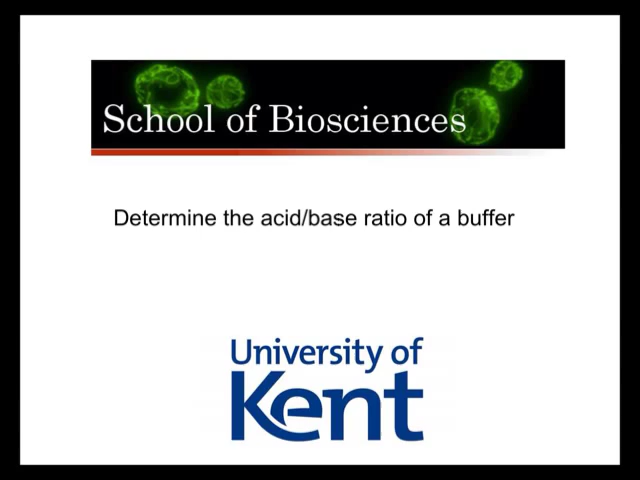 School of Biosciences
Determine the acid/base ratio of a buffer
University of
Kent